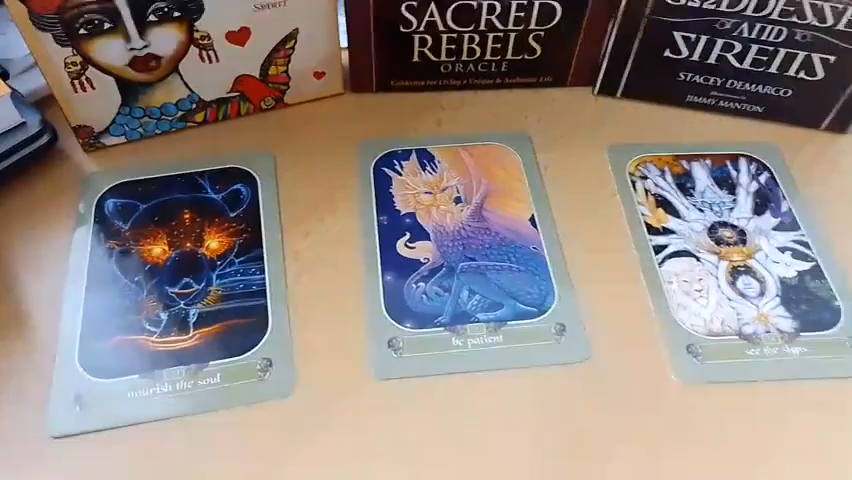 SPIRIT
SACRED
REBELS
ORACLE
Guidance for Living a Unique & Authentic Life
GODDESSES
AND
SIRENS
STACEY DEMARCO
JIMMY MANTON
nourish the soul
be patient
see the signs